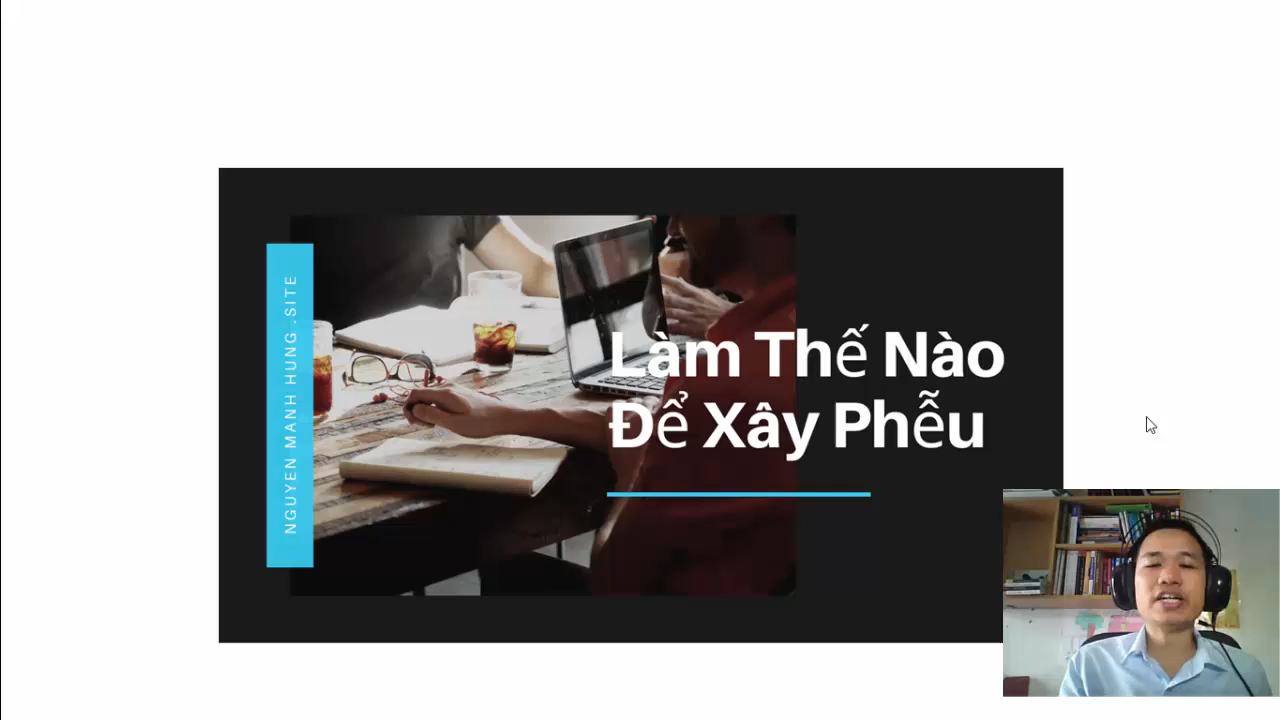 NGUYEN MANH HUNG .SITE
Làm Thế Nào
Để Xây Phễu